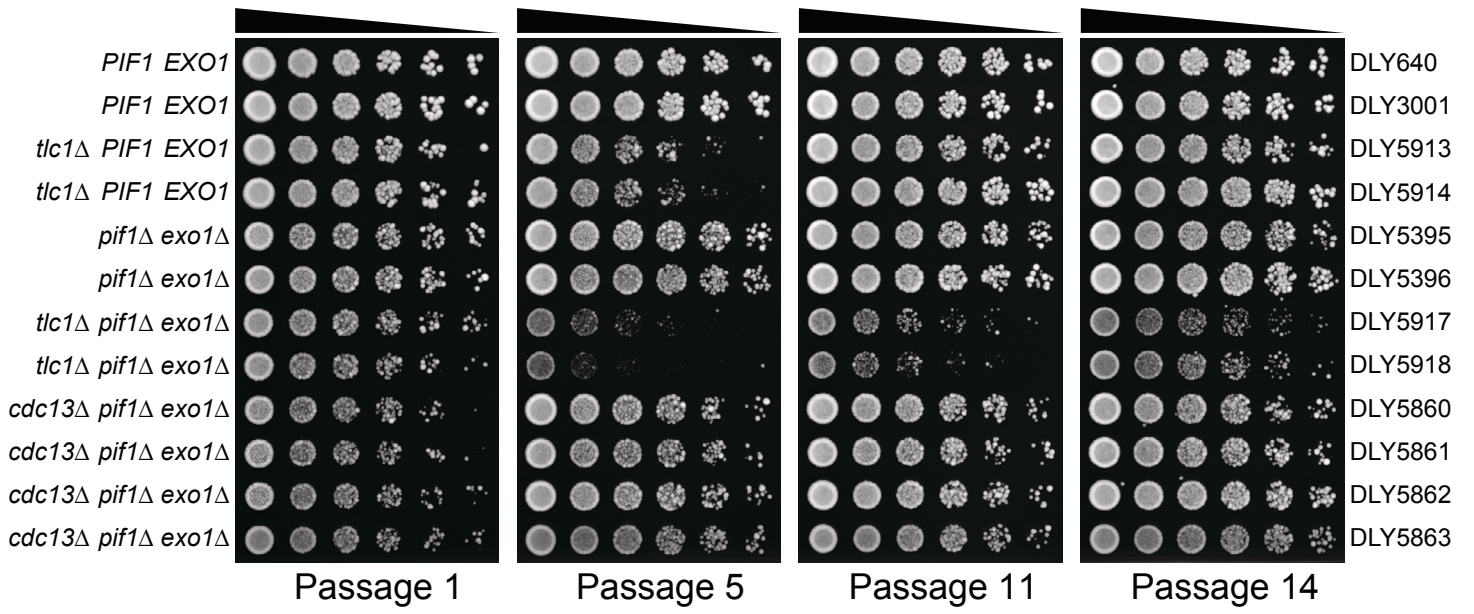 PIF1 EXO1 DLY640
PIF1 EXO1 DLY3001
tlc1Δ PIF1 EXO1 DLY5913
tlc1Δ PIF1 EXO1 DLY5914
pif1Δ exo1Δ DLY5395
pif1Δ exo1Δ DLY5396
tlc1Δ pif1Δ exo1Δ DLY5917
tlc1Δ pif1Δ exo1Δ DLY5918
cdc13Δ pif1Δ exo1Δ DLY5860
cdc13Δ pif1Δ exo1Δ DLY5861
cdc13Δ pif1Δ exo1Δ DLY5862
cdc13Δ pif1Δ exo1Δ DLY5863
Passage 1 Passage 5 Passage 11 Passage 14